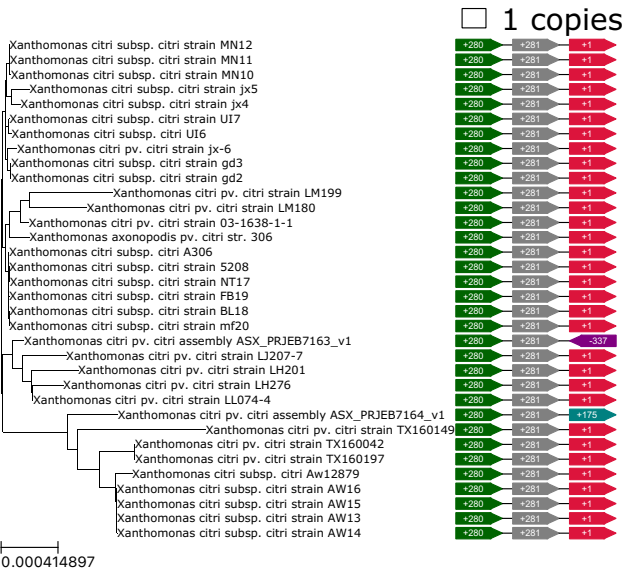 1 copies
Xanthomonas citri subsp. citri strain MN12 +280 +281 +1
Xanthomonas citri subsp. citri strain MN11 +280 +281 +1
Xanthomonas citri subsp. citri strain MN10 +280 +281 +1
Xanthomonas citri subsp. citri strain jx5 +280 +281 +1
Xanthomonas citri subsp. citri strain jx4 +280 +281 +1
Xanthomonas citri subsp. citri strain UI7 +280 +281 +1
Xanthomonas citri subsp. citri UI6 +280 +281 +1
Xanthomonas citri pv. citri strain jx-6 +280 +281 +1
Xanthomonas citri subsp. citri strain gd3 +280 +281 +1
Xanthomonas citri subsp. citri strain gd2 +280 +281 +1
Xanthomonas citri pv. citri strain LM199 +280 +281 +1
Xanthomonas citri pv. citri strain LM180 +280 +281 +1
Xanthomonas citri pv. citri strain 03-1638-1-1 +280 +281 +1
Xanthomonas axonopodis pv. citri str. 306 +280 +281 +1
Xanthomonas citri subsp. citri A306 +280 +281 +1
Xanthomonas citri subsp. citri strain 5208 +280 +281 +1
Xanthomonas citri subsp. citri strain NT17 +280 +281 +1
Xanthomonas citri subsp. citri strain FB19 +280 +281 +1
Xanthomonas citri subsp. citri strain BL18 +280 +281 +1
Xanthomonas citri subsp. citri strain mf20 +280 +281 +1
Xanthomonas citri pv. citri assembly ASX_PRJEB7163_v1 +280 +281 -337
Xanthomonas citri pv. citri strain LJ207-7 +280 +281 +1
Xanthomonas citri pv. citri strain LH201 +280 +281 +1
Xanthomonas citri pv. citri strain LH276 +280 +281 +1
Xanthomonas citri pv. citri strain LL074-4 +280 +281 +1
Xanthomonas citri pv. citri assembly ASX_PRJEB7164_v1 +280 +281 +175
Xanthomonas citri pv. citri strain TX160149 +280 +281 +1
Xanthomonas citri pv. citri strain TX160042 +280 +281 +1
Xanthomonas citri pv. citri strain TX160197 +280 +281 +1
Xanthomonas citri subsp. citri Aw12879 +280 +281 +1
Xanthomonas citri subsp. citri strain AW16 +280 +281 +1
Xanthomonas citri subsp. citri strain AW15 +280 +281 +1
Xanthomonas citri subsp. citri strain AW13 +280 +281 +1
Xanthomonas citri subsp. citri strain AW14 +280 +281 +1
0.000414897